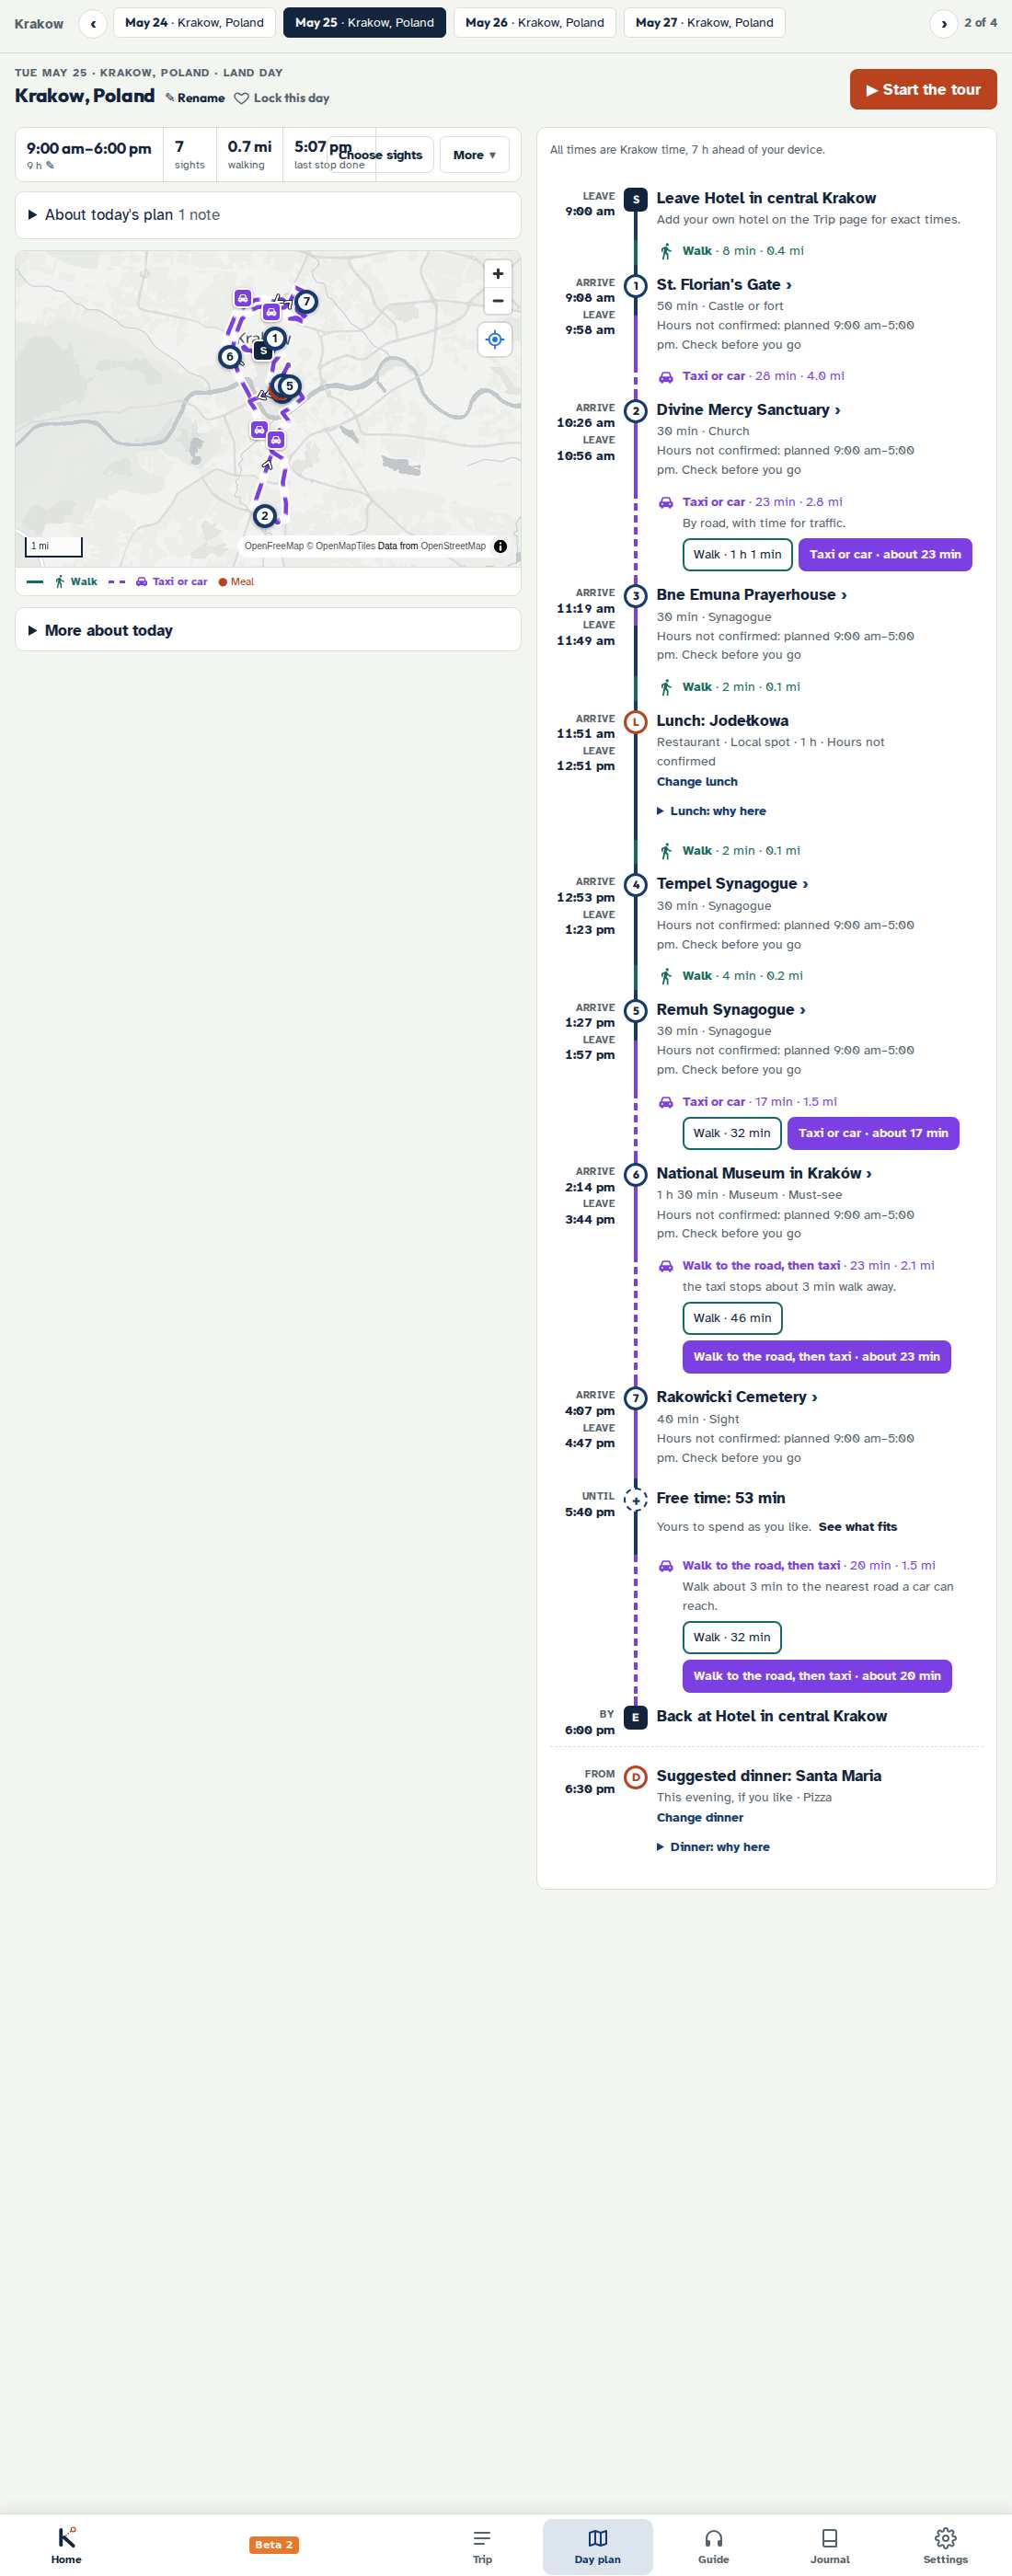 Krakow
‹
May 24 · Krakow, Poland
May 25 · Krakow, Poland
May 26 · Krakow, Poland
May 27 · Krakow, Poland
›
2 of 4
TUE MAY 25 · KRAKOW, POLAND · LAND DAY
Krakow, Poland
✎ Rename
Lock this day
▶ Start the tour
9:00 am–6:00 pm
9 h ✎
7
sights
0.7 mi
walking
5:07 pm
last stop done
Choose sights
More ▾
▶ About today's plan 1 note
7
1
S
6
5
2
+
−
1 mi
OpenFreeMap © OpenMapTiles Data from OpenStreetMap
Walk
Taxi or car
Meal
▶ More about today
All times are Krakow time, 7 h ahead of your device.
LEAVE
9:00 am
S
Leave Hotel in central Krakow
Add your own hotel on the Trip page for exact times.
Walk · 8 min · 0.4 mi
ARRIVE
9:08 am
LEAVE
9:58 am
1
St. Florian's Gate ›
50 min · Castle or fort
Hours not confirmed: planned 9:00 am–5:00
pm. Check before you go
Taxi or car · 28 min · 4.0 mi
ARRIVE
10:26 am
LEAVE
10:56 am
2
Divine Mercy Sanctuary ›
30 min · Church
Hours not confirmed: planned 9:00 am–5:00
pm. Check before you go
Taxi or car · 23 min · 2.8 mi
By road, with time for traffic.
Walk · 1 h 1 min
Taxi or car · about 23 min
ARRIVE
11:19 am
LEAVE
11:49 am
3
Bne Emuna Prayerhouse ›
30 min · Synagogue
Hours not confirmed: planned 9:00 am–5:00
pm. Check before you go
Walk · 2 min · 0.1 mi
ARRIVE
11:51 am
LEAVE
12:51 pm
L
Lunch: Jodełkowa
Restaurant · Local spot · 1 h · Hours not
confirmed
Change lunch
▶ Lunch: why here
Walk · 2 min · 0.1 mi
ARRIVE
12:53 pm
LEAVE
1:23 pm
4
Tempel Synagogue ›
30 min · Synagogue
Hours not confirmed: planned 9:00 am–5:00
pm. Check before you go
Walk · 4 min · 0.2 mi
ARRIVE
1:27 pm
LEAVE
1:57 pm
5
Remuh Synagogue ›
30 min · Synagogue
Hours not confirmed: planned 9:00 am–5:00
pm. Check before you go
Taxi or car · 17 min · 1.5 mi
Walk · 32 min
Taxi or car · about 17 min
ARRIVE
2:14 pm
LEAVE
3:44 pm
6
National Museum in Kraków ›
1 h 30 min · Museum · Must-see
Hours not confirmed: planned 9:00 am–5:00
pm. Check before you go
Walk to the road, then taxi · 23 min · 2.1 mi
the taxi stops about 3 min walk away.
Walk · 46 min
Walk to the road, then taxi · about 23 min
ARRIVE
4:07 pm
LEAVE
4:47 pm
7
Rakowicki Cemetery ›
40 min · Sight
Hours not confirmed: planned 9:00 am–5:00
pm. Check before you go
UNTIL
5:40 pm
+
Free time: 53 min
Yours to spend as you like. See what fits
Walk to the road, then taxi · 20 min · 1.5 mi
Walk about 3 min to the nearest road a car can
reach.
Walk · 32 min
Walk to the road, then taxi · about 20 min
BY
6:00 pm
E
Back at Hotel in central Krakow
FROM
6:30 pm
D
Suggested dinner: Santa Maria
This evening, if you like · Pizza
Change dinner
▶ Dinner: why here
Home
Beta 2
Trip
Day plan
Guide
Journal
Settings